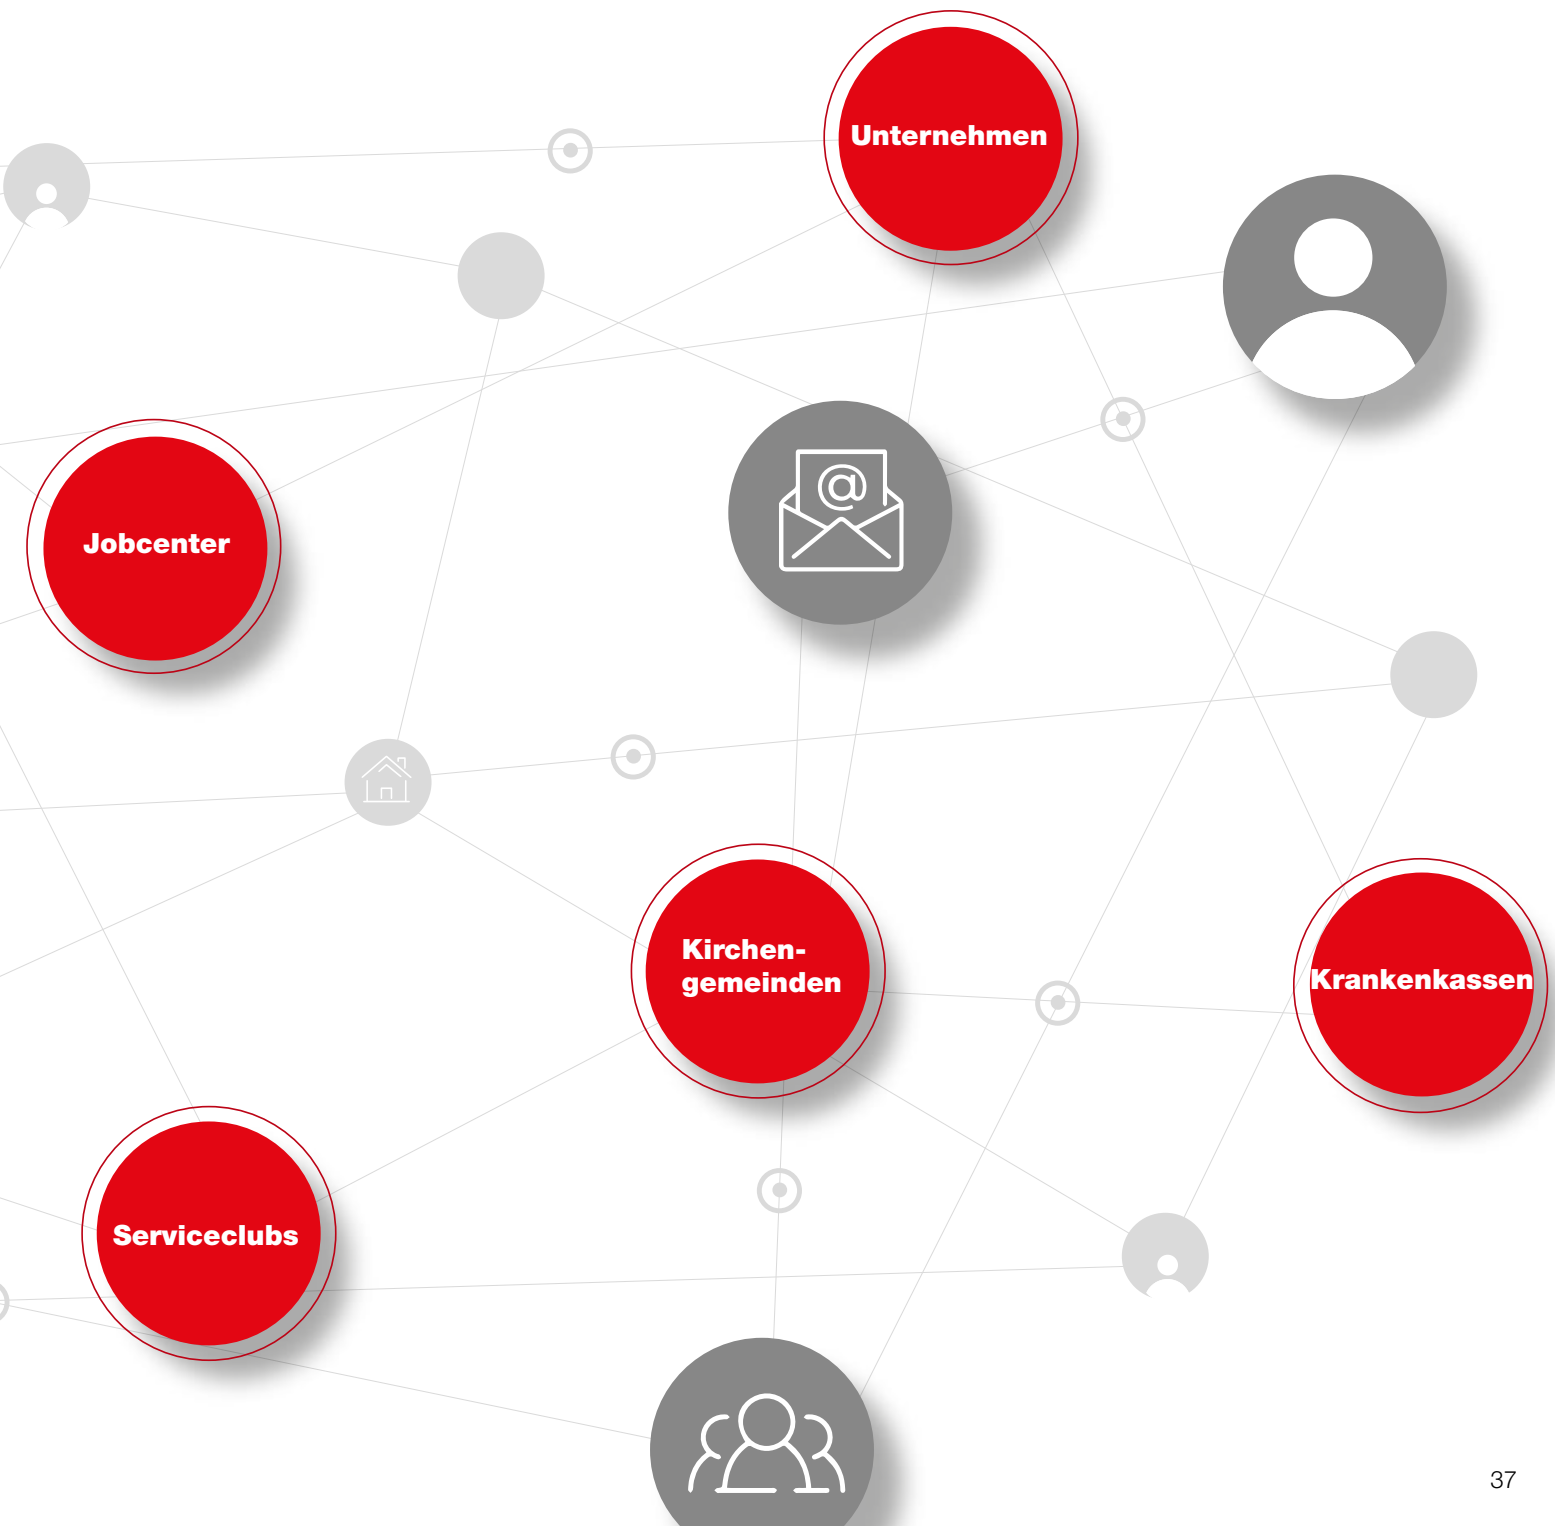 Unternehmen
@
Jobcenter
Kirchen-
gemeinden
Krankenkassen
Serviceclubs
37